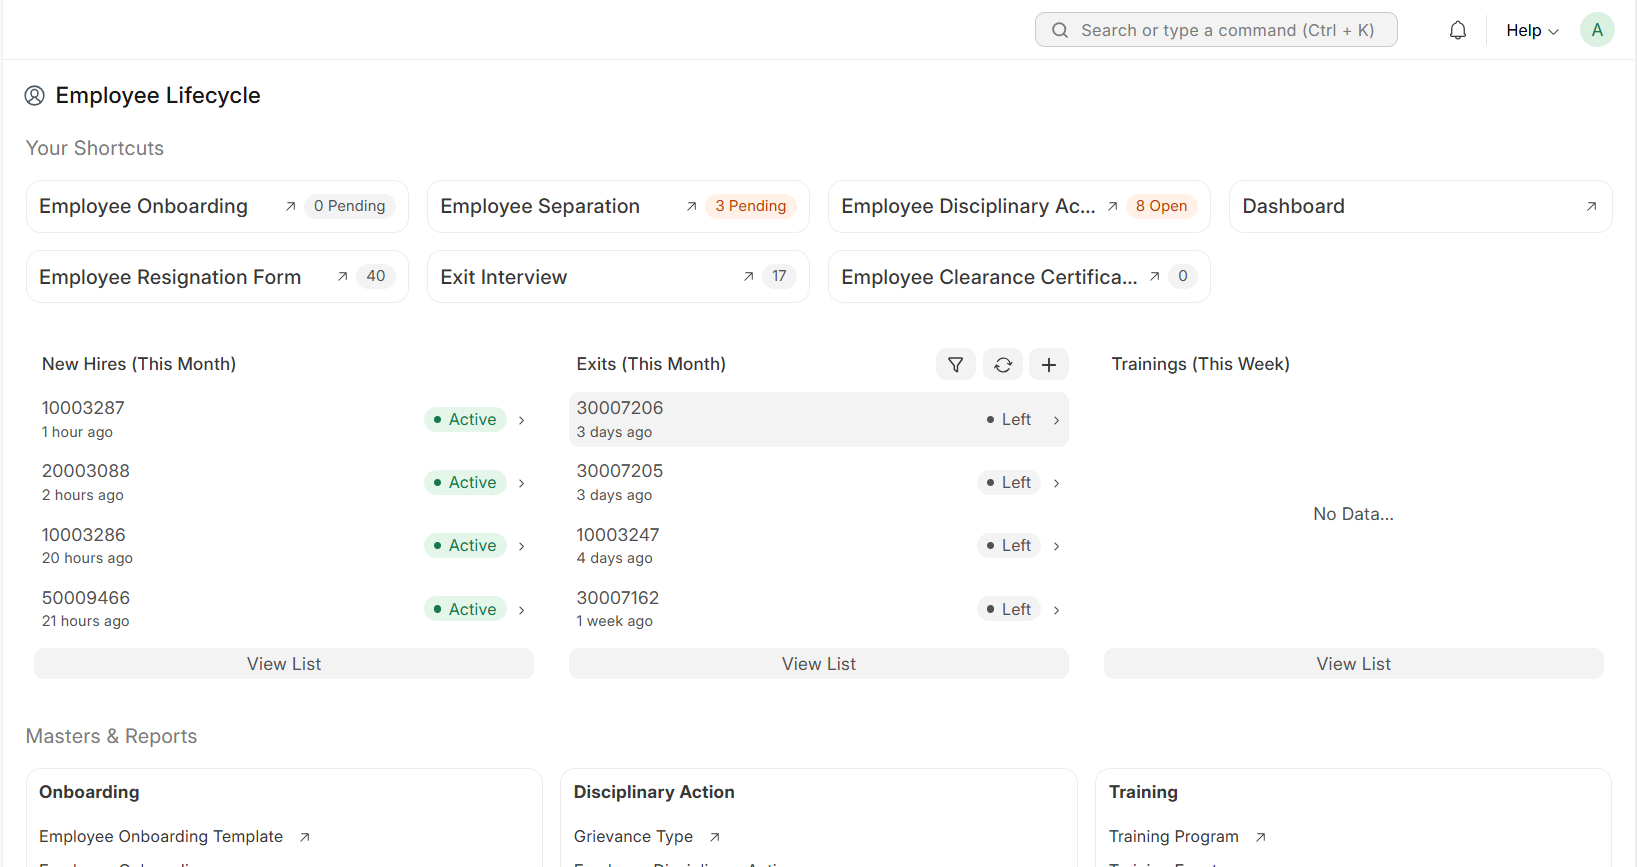 Search or type a command (Ctrl + K)
Help
A
Employee Lifecycle
Your Shortcuts
Employee Onboarding 0 Pending
Employee Separation 3 Pending
Employee Disciplinary Ac... 8 Open
Dashboard
Employee Resignation Form 40
Exit Interview 17
Employee Clearance Certifica... 0
New Hires (This Month)
10003287
1 hour ago
Active
20003088
2 hours ago
Active
10003286
20 hours ago
Active
50009466
21 hours ago
Active
View List
Exits (This Month)
30007206
3 days ago
Left
30007205
3 days ago
Left
10003247
4 days ago
Left
30007162
1 week ago
Left
View List
Trainings (This Week)
No Data...
View List
Masters & Reports
Onboarding
Employee Onboarding Template
Disciplinary Action
Grievance Type
Training
Training Program